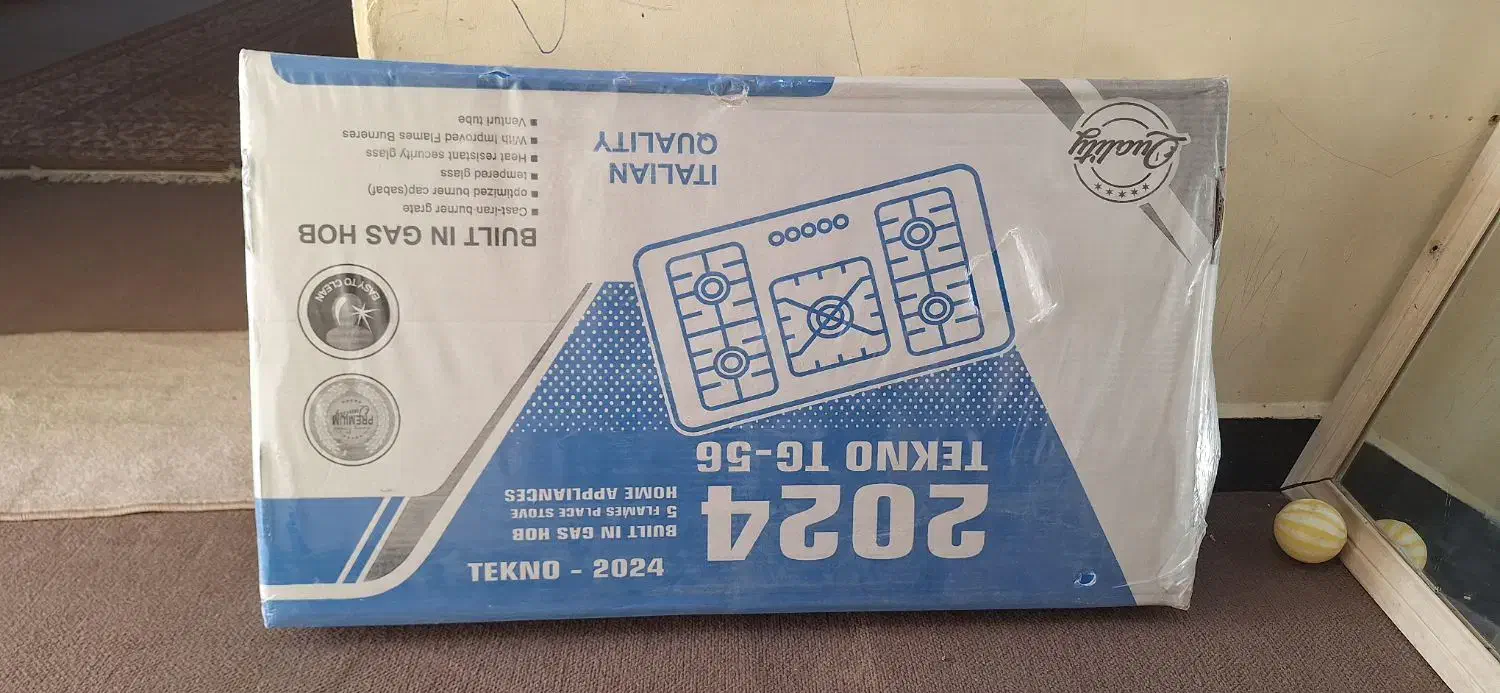 2024
TEKNO TG-56
TEKNO - 2024
BUILT IN GAS HOB
5 FLAMES PLACE STOVE
HOME APPLIANCES
PREMIUM
Quality
EASY TO CLEAN
BUILT IN GAS HOB
Cast-iran burner grate
optimized burner cap(sabaf)
tempered glass
Heat resistant security glass
With Improved Flames Burneres
Venturi tube
ITALIAN
QUALITY
Quality